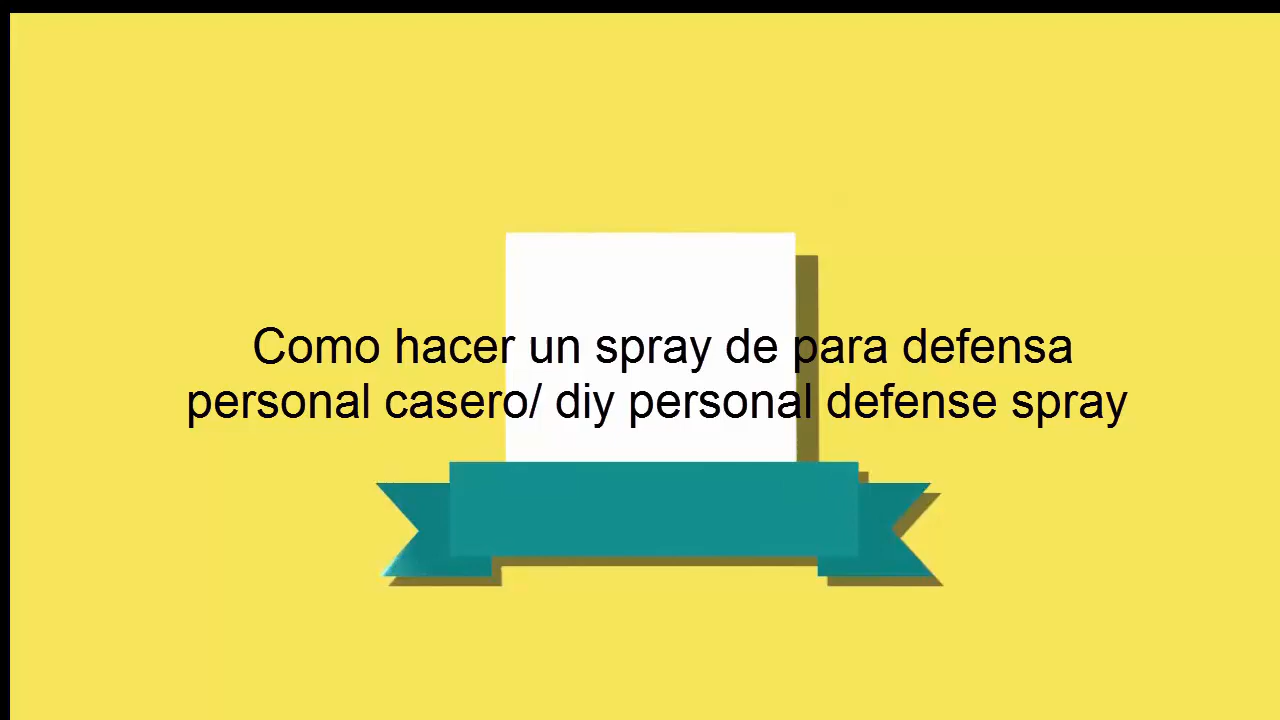 Como hacer un spray de para defensa
personal casero/ diy personal defense spray